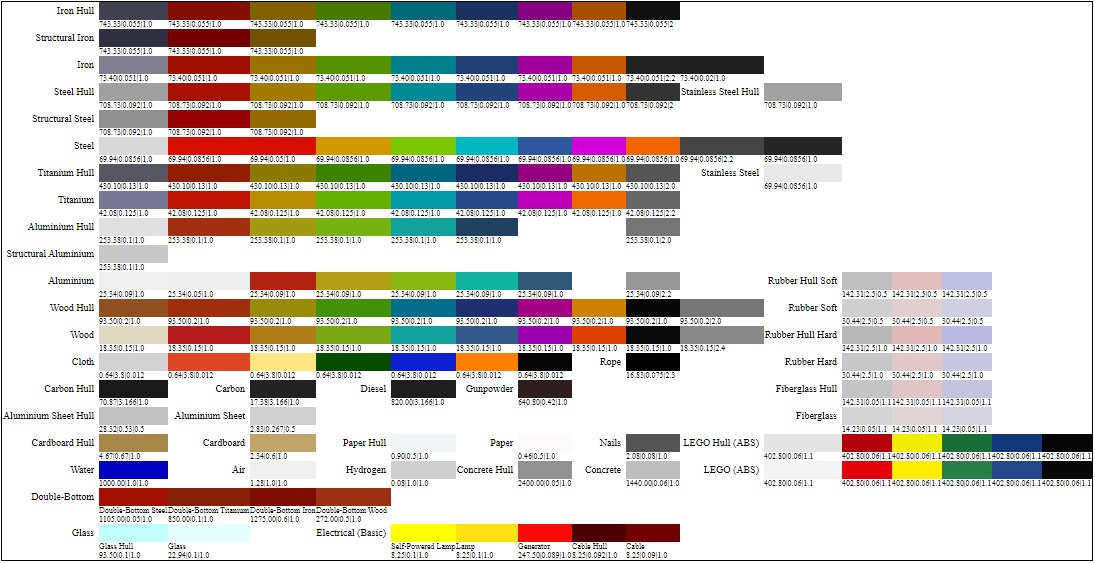 Iron Hull
743.33|0.055|1.0 743.33|0.055|1.0 743.33|0.055|1.0 743.33|0.055|1.0 743.33|0.055|1.0 743.33|0.055|1.0 743.33|0.055|1.0 743.33|0.055|1.0 743.33|0.055|2
Structural Iron
743.33|0.055|1.0 743.33|0.055|1.0 743.33|0.055|1.0
Iron
73.40|0.051|1.0 73.40|0.051|1.0 73.40|0.051|1.0 73.40|0.051|1.0 73.40|0.051|1.0 73.40|0.051|1.0 73.40|0.051|1.0 73.40|0.051|1.0 73.40|0.051|2.2 73.40|0.02|1.0
Steel Hull Stainless Steel Hull
708.73|0.092|1.0 708.73|0.092|1.0 708.73|0.092|1.0 708.73|0.092|1.0 708.73|0.092|1.0 708.73|0.092|1.0 708.73|0.092|1.0 708.73|0.092|1.0 708.73|0.092|2 708.73|0.092|1.0
Structural Steel
708.73|0.092|1.0 708.73|0.092|1.0 708.73|0.092|1.0
Steel
69.94|0.0856|1.0 69.94|0.0856|1.0 69.94|0.05|1.0 69.94|0.0856|1.0 69.94|0.0856|1.0 69.94|0.0856|1.0 69.94|0.0856|1.0 69.94|0.0856|1.0 69.94|0.0856|1.0 69.94|0.0856|2.2 69.94|0.0856|1.0
Titanium Hull Stainless Steel
430.10|0.13|1.0 430.10|0.13|1.0 430.10|0.13|1.0 430.10|0.13|1.0 430.10|0.13|1.0 430.10|0.13|1.0 430.10|0.13|1.0 430.10|0.13|1.0 430.10|0.13|2.0 69.94|0.0856|1.0
Titanium
42.08|0.125|1.0 42.08|0.125|1.0 42.08|0.125|1.0 42.08|0.125|1.0 42.08|0.125|1.0 42.08|0.125|1.0 42.08|0.125|1.0 42.08|0.125|1.0 42.08|0.125|2.2
Aluminium Hull
253.38|0.1|1.0 253.38|0.1|1.0 253.38|0.1|1.0 253.38|0.1|1.0 253.38|0.1|1.0 253.38|0.1|1.0 253.38|0.1|2.0
Structural Aluminium
253.38|0.1|1.0
Aluminium Rubber Hull Soft
25.34|0.09|1.0 25.34|0.05|1.0 25.34|0.09|1.0 25.34|0.09|1.0 25.34|0.09|1.0 25.34|0.09|1.0 25.34|0.09|1.0 25.34|0.09|2.2 142.31|2.5|0.5 142.31|2.5|0.5 142.31|2.5|0.5
Wood Hull Rubber Soft
93.50|0.2|1.0 93.50|0.2|1.0 93.50|0.2|1.0 93.50|0.2|1.0 93.50|0.2|1.0 93.50|0.2|1.0 93.50|0.2|1.0 93.50|0.2|1.0 93.50|0.2|1.0 93.50|0.2|2.0 30.44|2.5|0.5 30.44|2.5|0.5 30.44|2.5|0.5
Wood Rubber Hull Hard
18.35|0.15|1.0 18.35|0.15|1.0 18.35|0.15|1.0 18.35|0.15|1.0 18.35|0.15|1.0 18.35|0.15|1.0 18.35|0.15|1.0 18.35|0.15|1.0 18.35|0.15|1.0 18.35|0.15|2.4 142.31|2.5|1.0 142.31|2.5|1.0 142.31|2.5|1.0
Cloth Rope Rubber Hard
0.64|3.8|0.012 0.64|3.8|0.012 0.64|3.8|0.012 0.64|3.8|0.012 0.64|3.8|0.012 0.64|3.8|0.012 0.64|3.8|0.012 16.83|0.075|2.3 30.44|2.5|1.0 30.44|2.5|1.0 30.44|2.5|1.0
Carbon Hull Carbon Diesel Gunpowder Fiberglass Hull
70.87|3.166|1.0 17.38|3.166|1.0 820.00|3.166|1.0 640.80|0.42|1.0 142.31|0.05|1.1 142.31|0.05|1.1 142.31|0.05|1.1
Aluminium Sheet Hull Aluminium Sheet Fiberglass
28.32|0.53|0.5 2.83|0.267|0.5 14.23|0.05|1.1 14.23|0.05|1.1 14.23|0.05|1.1
Cardboard Hull Cardboard Paper Hull Paper Nails LEGO Hull (ABS)
4.67|0.67|1.0 2.34|0.6|1.0 0.90|0.5|1.0 0.46|0.5|1.0 2.08|0.08|1.0 402.80|0.06|1.1 402.80|0.06|1.1 402.80|0.06|1.1 402.80|0.06|1.1 402.80|0.06|1.1 402.80|0.06|1.1
Water Air Hydrogen Concrete Hull Concrete LEGO (ABS)
1000.00|1.0|1.0 1.28|1.0|1.0 0.08|1.0|1.0 2400.00|0.05|1.0 1440.00|0.06|1.0 402.80|0.06|1.1 402.80|0.06|1.1 402.80|0.06|1.1 402.80|0.06|1.1 402.80|0.06|1.1 402.80|0.06|1.1
Double-Bottom
Double-Bottom Steel Double-Bottom Titanium Double-Bottom Iron Double-Bottom Wood
1105.00|0.05|1.0 850.00|0.1|1.0 1275.00|0.6|1.0 272.00|0.5|1.0
Glass Electrical (Basic)
Glass Hull Glass Self-Powered Lamp Lamp Generator Cable Hull Cable
93.50|0.1|1.0 22.94|0.1|1.0 8.25|0.1|1.0 8.25|0.1|1.0 247.50|0.089|1.0 8.25|0.092|1.0 8.25|0.09|1.0